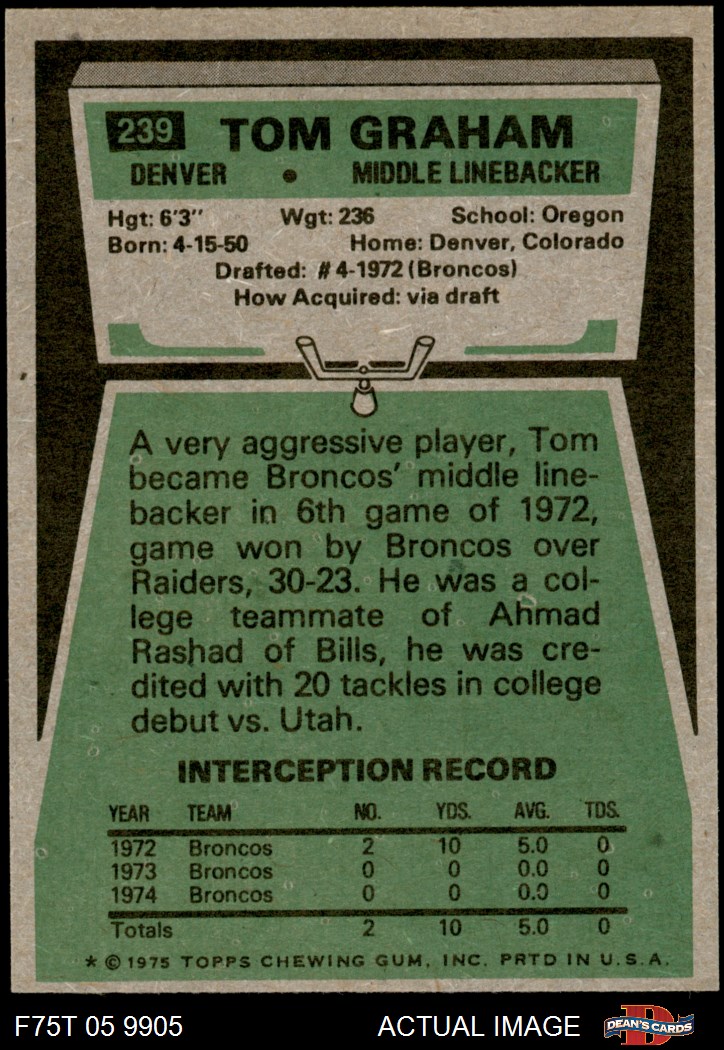 239 TOM GRAHAM
DENVER • MIDDLE LINEBACKER
Hgt: 6'3" Wgt: 236 School: Oregon
Born: 4-15-50 Home: Denver, Colorado
Drafted: #4-1972 (Broncos)
How Acquired: via draft
A very aggressive player, Tom
became Broncos' middle line-
backer in 6th game of 1972,
game won by Broncos over
Raiders, 30-23. He was a col-
lege teammate of Ahmad
Rashad of Bills, he was cre-
dited with 20 tackles in college
debut vs. Utah.
INTERCEPTION RECORD
YEAR TEAM NO. YDS. AVG. TDS.
1972 Broncos 2 10 5.0 0
1973 Broncos 0 0 0.0 0
1974 Broncos 0 0 0.0 0
Totals 2 10 5.0 0
* © 1975 TOPPS CHEWING GUM, INC. PRTD IN U.S.A.
F75T 05 9905 ACTUAL IMAGE D DEAN'S CARDS